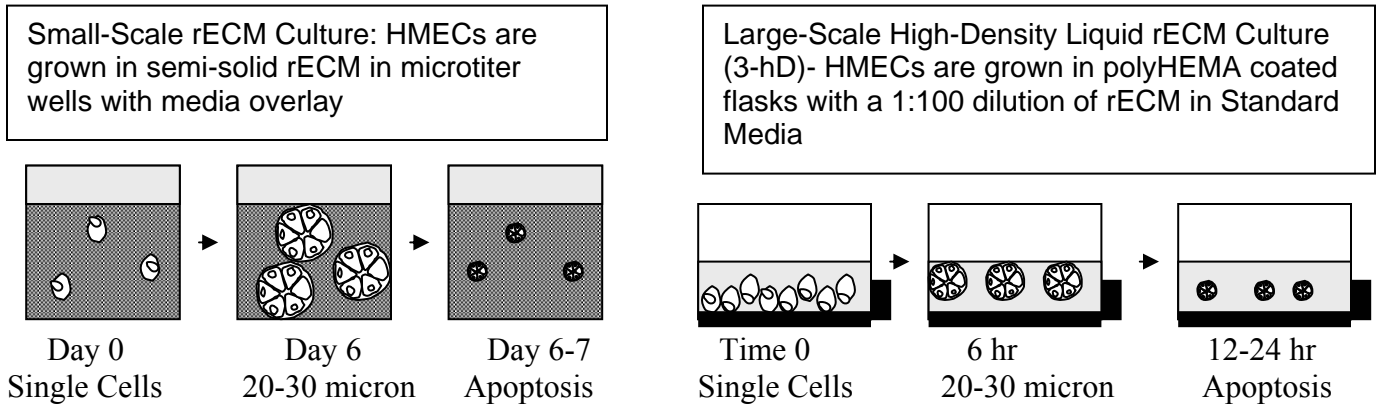 Small-Scale rECM Culture: HMECs are
grown in semi-solid rECM in microtiter
wells with media overlay
Day 0
Single Cells
Day 6
20-30 micron
Day 6-7
Apoptosis
Large-Scale High-Density Liquid rECM Culture
(3-hD)- HMECs are grown in polyHEMA coated
flasks with a 1:100 dilution of rECM in Standard
Media
Time 0
Single Cells
6 hr
20-30 micron
12-24 hr
Apoptosis